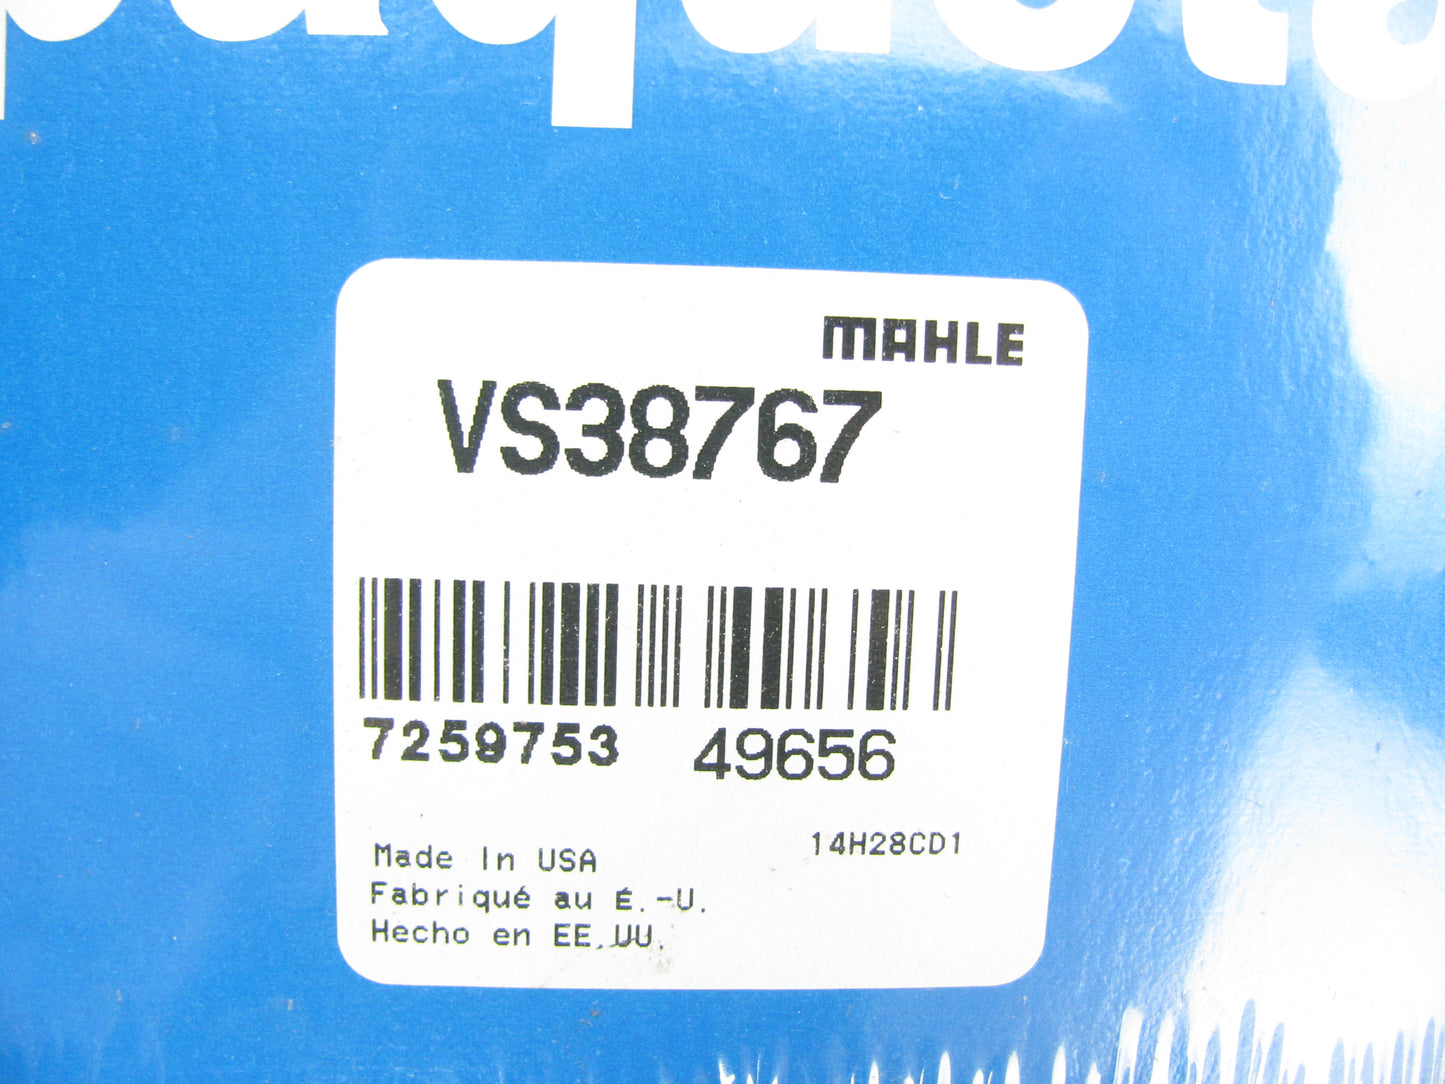 MAHLE
VS38767
7259753 49656
14H28CD1
Made In USA
Fabriqué au É.-U.
Hecho en EE.UU.